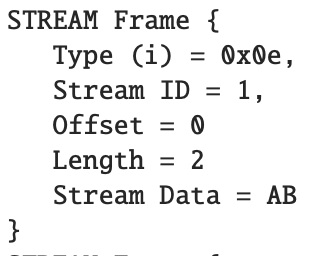 STREAM Frame {
Type (i) = 0x0e,
Stream ID = 1,
Offset = 0
Length = 2
Stream Data = AB
}